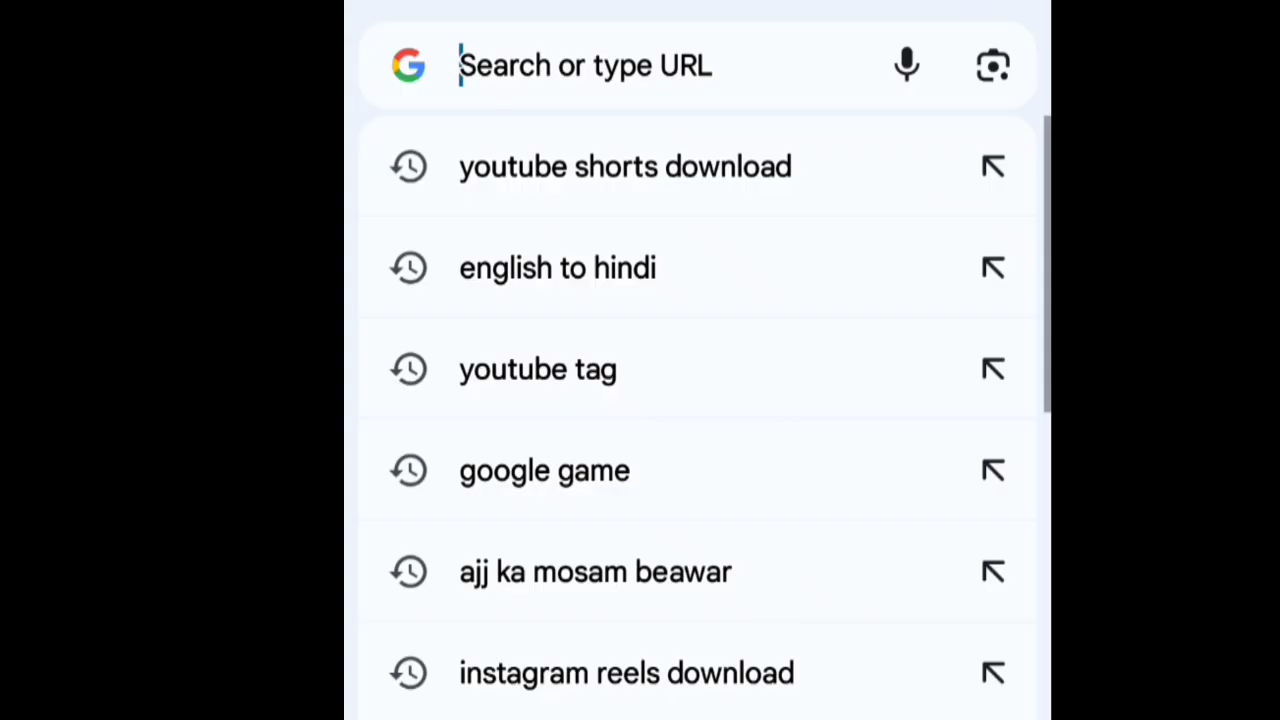 Search or type URL
youtube shorts download
english to hindi
youtube tag
google game
ajj ka mosam beawar
instagram reels download